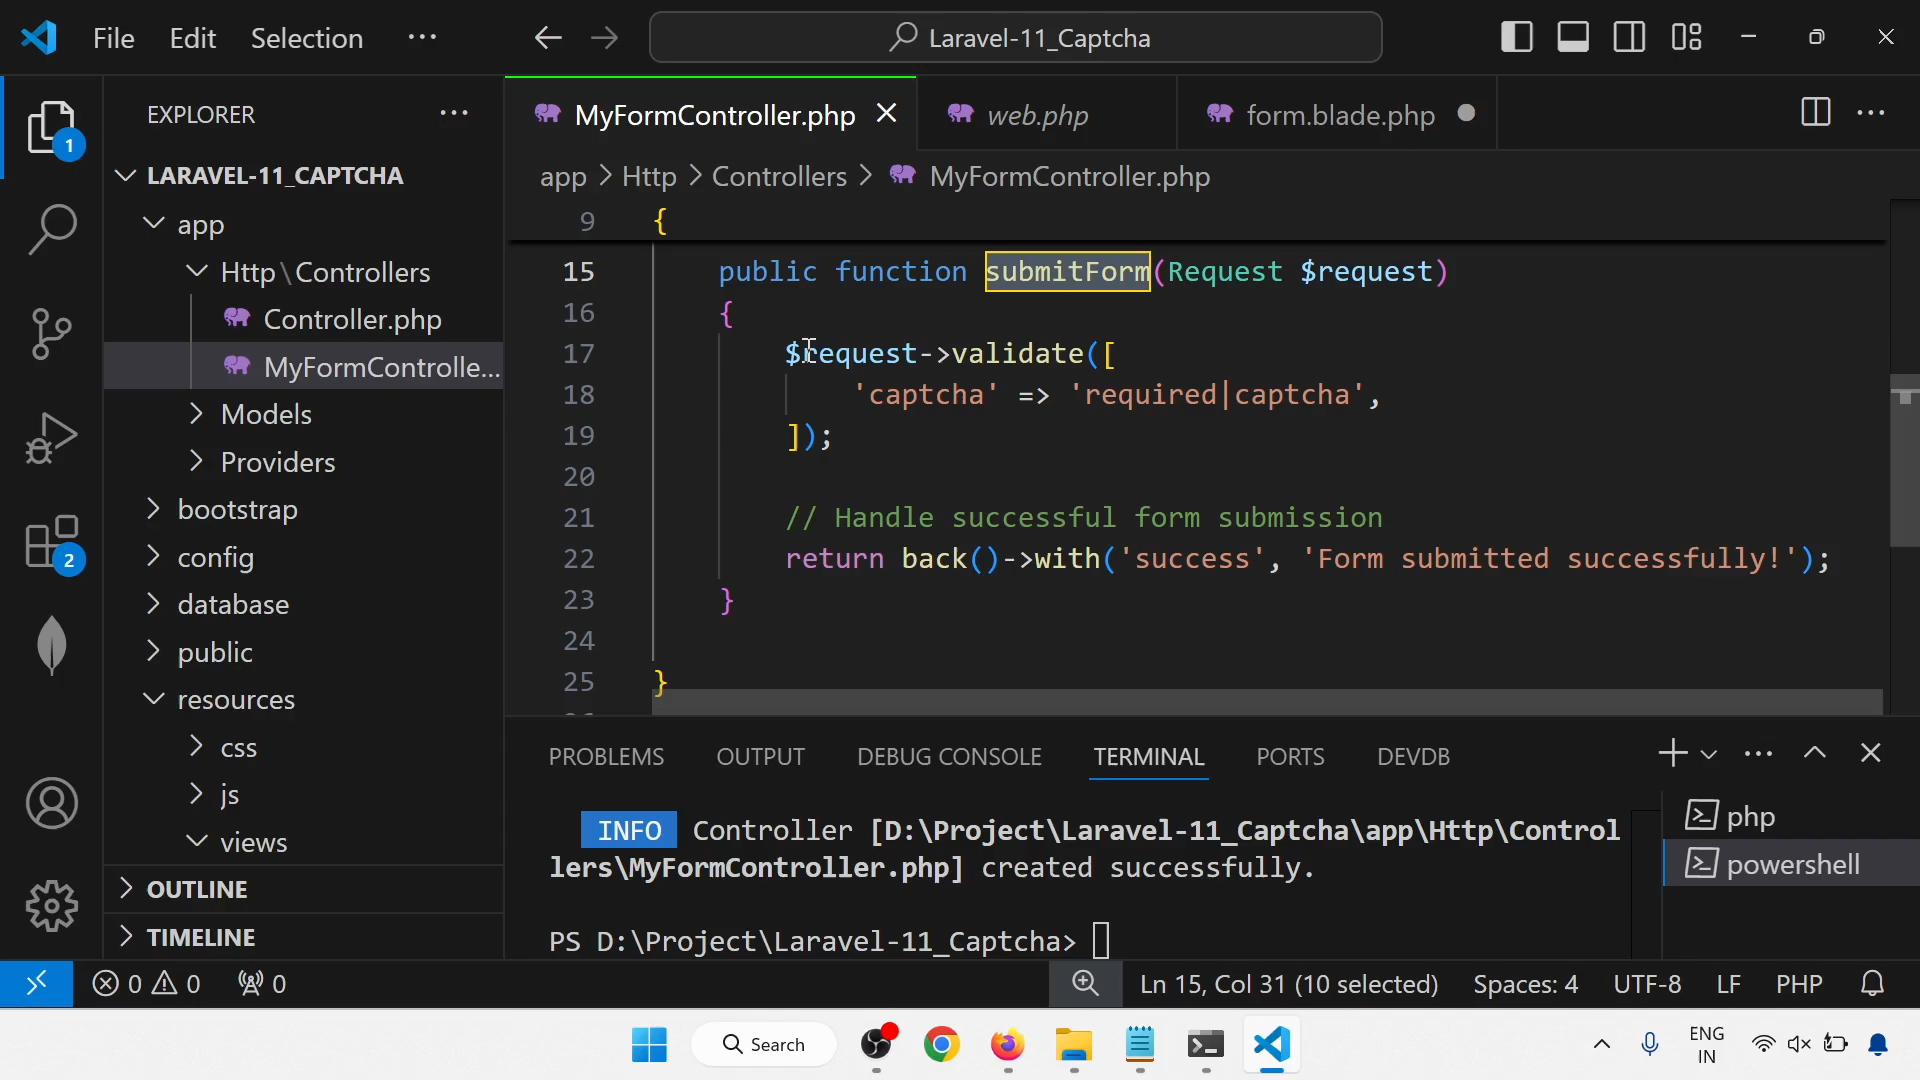 File Edit Selection ··· Laravel-11_Captcha
EXPLORER ···
MyFormController.php web.php form.blade.php ···
LARAVEL-11_CAPTCHA
app > Http > Controllers > MyFormController.php
app
Http\Controllers
Controller.php
MyFormControlle...
Models
Providers
bootstrap
config
database
public
resources
css
js
views
OUTLINE
TIMELINE
1
2
9 {
15 public function submitForm(Request $request)
16 {
17 $request->validate([
18 'captcha' => 'required|captcha',
19 ]);
20
21 // Handle successful form submission
22 return back()->with('success', 'Form submitted successfully!');
23 }
24
25 }
PROBLEMS OUTPUT DEBUG CONSOLE TERMINAL PORTS DEVDB
INFO Controller [D:\Project\Laravel-11_Captcha\app\Http\Control
lers\MyFormController.php] created successfully.
PS D:\Project\Laravel-11_Captcha>
php
powershell
0 0 0 Ln 15, Col 31 (10 selected) Spaces: 4 UTF-8 LF PHP
Search
ENG
IN